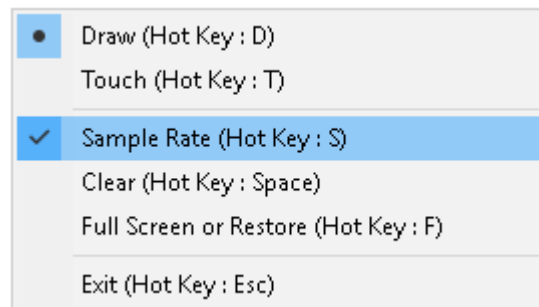 Draw (Hot Key : D)
Touch (Hot Key : T)
Sample Rate (Hot Key : S)
Clear (Hot Key : Space)
Full Screen or Restore (Hot Key : F)
Exit (Hot Key : Esc)